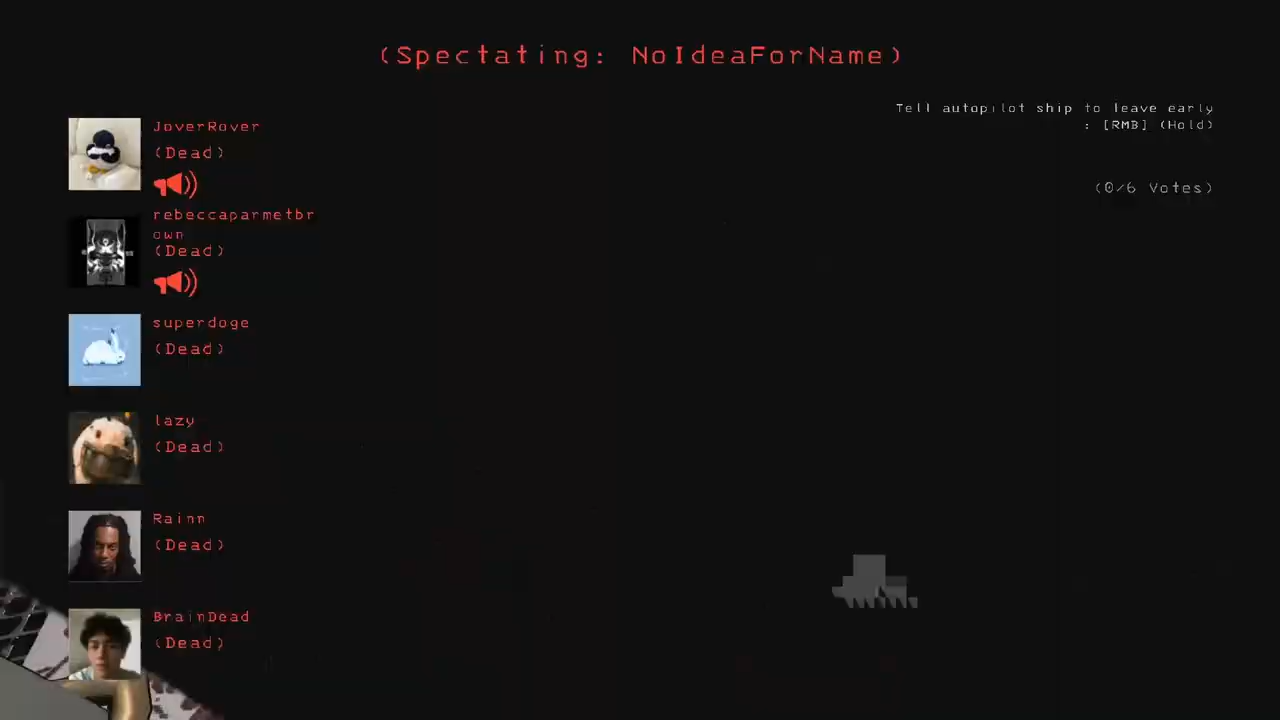 (Spectating: NoIdeaForName)
Tell autopilot ship to leave early
: [RMB] (Hold)
(0/6 Votes)
JoverRover
(Dead)
rebeccaparmetbr
own
(Dead)
superdoge
(Dead)
lazy
(Dead)
Rainn
(Dead)
BrainDead
(Dead)